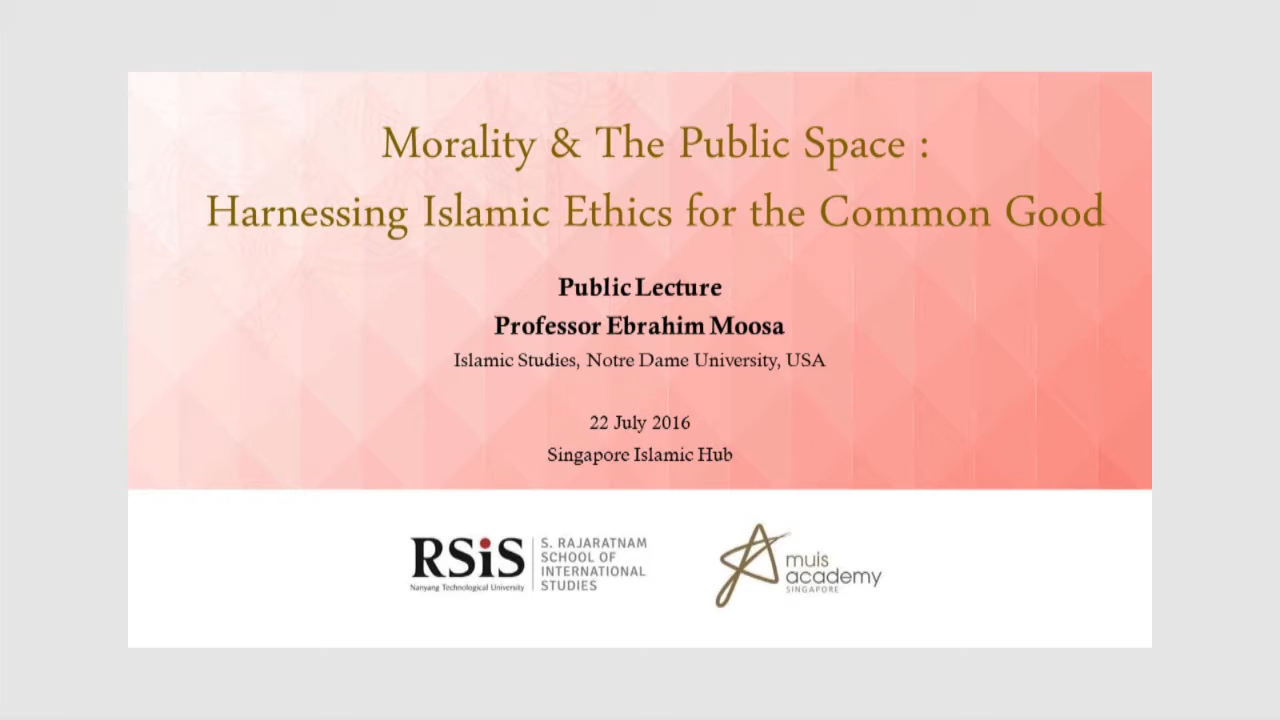 Morality & The Public Space :
Harnessing Islamic Ethics for the Common Good
Public Lecture
Professor Ebrahim Moosa
Islamic Studies, Notre Dame University, USA
22 July 2016
Singapore Islamic Hub
RSiS
Nanyang Technological University
S. RAJARATNAM
SCHOOL OF
INTERNATIONAL
STUDIES
muis
academy
SINGAPORE